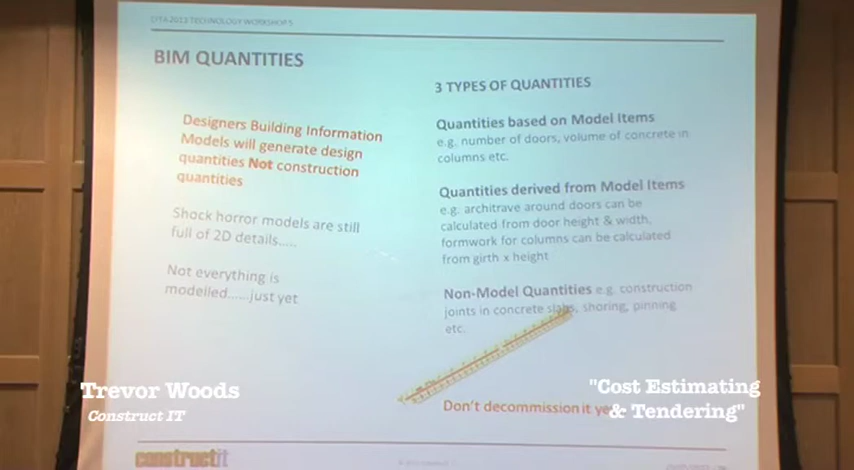 CITA 2013 TECHNOLOGY WORKSHOP 5
BIM QUANTITIES
Designers Building Information
Models will generate design
quantities Not construction
quantities
Shock horror models are still
full of 2D details.....
Not everything is
modelled......just yet
3 TYPES OF QUANTITIES
Quantities based on Model Items
e.g. number of doors, volume of concrete in
columns etc.
Quantities derived from Model Items
e.g. architrave around doors can be
calculated from door height & width,
formwork for columns can be calculated
from girth x height
Non-Model Quantities e.g. construction
joints in concrete slabs, shoring, pinning
etc.
Don't decommission it
Trevor Woods
Construct IT
"Cost Estimating
& Tendering"
constructit